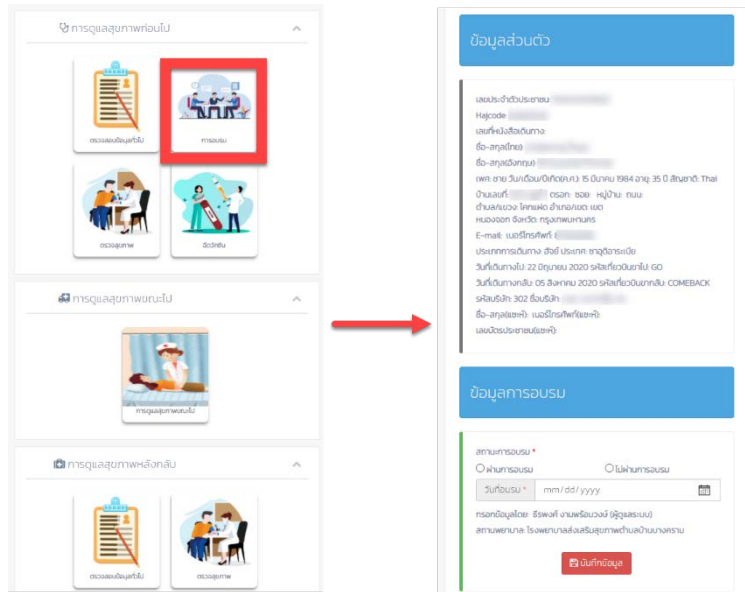 การดูแลสุขภาพก่อนไป
ตรวจสอบข้อมูลทั่วไป
การอบรม
ตรวจสุขภาพ
ฉีดวัคซีน
การดูแลสุขภาพขณะไป
การดูแลสุขภาพขณะไป
การดูแลสุขภาพหลังกลับ
ตรวจสอบข้อมูลทั่วไป
ตรวจสุขภาพ
ข้อมูลส่วนตัว
เลขประจำตัวประชาชน:
Hajcode
เลขที่หนังสือเดินทาง:
ชื่อ-สกุล(ไทย)
ชื่อ-สกุล(อังกฤษ)
เพศ: ชาย วัน/เดือน/ปีเกิด(ค.ศ.): 15 มีนาคม 1984 อายุ: 35 ปี สัญชาติ: Thai
บ้านเลขที่ ตรอก: ซอย: หมู่บ้าน: ถนน:
ตำบล/แขวง: โคกแฝด อำเภอ/เขต: เขต
หนองจอก จังหวัด: กรุงเทพมหานคร
E-mail: เบอร์โทรศัพท์:
ประเภทการเดินทาง: ฮัจย์ ประเทศ: ซาอุดิอาระเบีย
วันที่เดินทางไป: 22 มิถุนายน 2020 รหัสเที่ยวบินขาไป: GO
วันที่เดินทางกลับ: 05 สิงหาคม 2020 รหัสเที่ยวบินขากลับ: COMEBACK
รหัสบริษัท: 302 ชื่อบริษัท:
ชื่อ-สกุล(แซะห์): เบอร์โทรศัพท์(แซะห์):
เลขบัตรประชาชน(แซะห์):
ข้อมูลการอบรม
สถานะการอบรม *
ผ่านการอบรม ไม่ผ่านการอบรม
วันที่อบรม * mm/dd/yyyy
กรอกข้อมูลโดย: ธีรพงศ์ งามพร้อมวงษ์ (ผู้ดูแลระบบ)
สถานพยาบาล: โรงพยาบาลส่งเสริมสุขภาพตำบลบ้านบางคราม
บันทึกข้อมูล